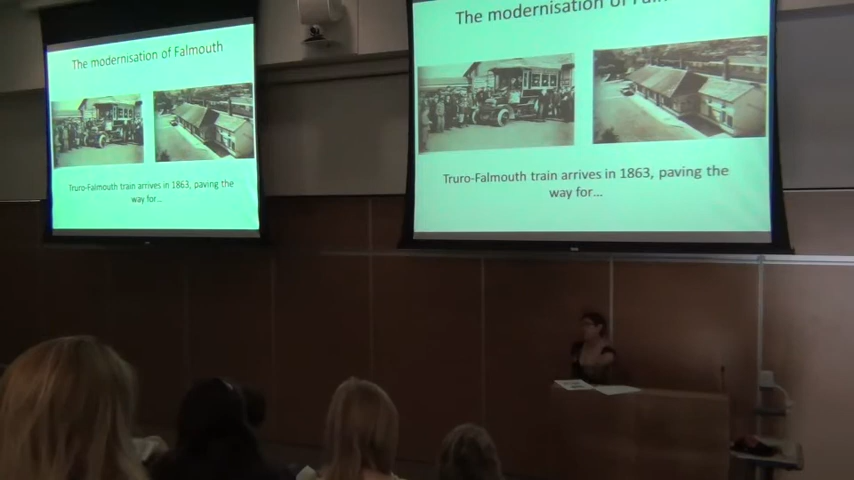 The modernisation of Falmouth
Truro-Falmouth train arrives in 1863, paving the
way for...
The modernisation of Falmouth
Truro-Falmouth train arrives in 1863, paving the
way for...